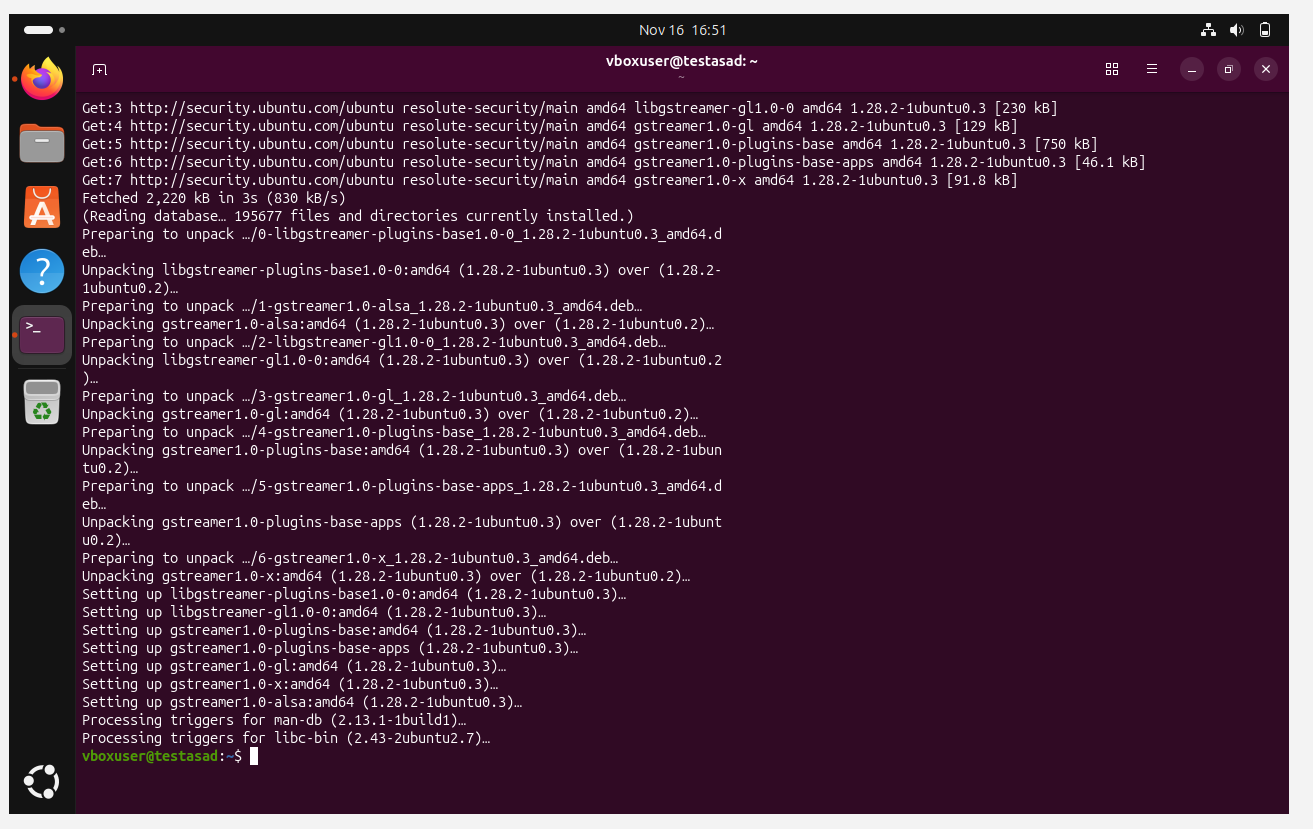 Nov 16 16:51
vboxuser@testasad: ~
~
Get:3 http://security.ubuntu.com/ubuntu resolute-security/main amd64 libgstreamer-gl1.0-0 amd64 1.28.2-1ubuntu0.3 [230 kB]
Get:4 http://security.ubuntu.com/ubuntu resolute-security/main amd64 gstreamer1.0-gl amd64 1.28.2-1ubuntu0.3 [129 kB]
Get:5 http://security.ubuntu.com/ubuntu resolute-security/main amd64 gstreamer1.0-plugins-base amd64 1.28.2-1ubuntu0.3 [750 kB]
Get:6 http://security.ubuntu.com/ubuntu resolute-security/main amd64 gstreamer1.0-plugins-base-apps amd64 1.28.2-1ubuntu0.3 [46.1 kB]
Get:7 http://security.ubuntu.com/ubuntu resolute-security/main amd64 gstreamer1.0-x amd64 1.28.2-1ubuntu0.3 [91.8 kB]
Fetched 2,220 kB in 3s (830 kB/s)
(Reading database… 195677 files and directories currently installed.)
Preparing to unpack …/0-libgstreamer-plugins-base1.0-0_1.28.2-1ubuntu0.3_amd64.d
eb…
Unpacking libgstreamer-plugins-base1.0-0:amd64 (1.28.2-1ubuntu0.3) over (1.28.2-
1ubuntu0.2)…
Preparing to unpack …/1-gstreamer1.0-alsa_1.28.2-1ubuntu0.3_amd64.deb…
Unpacking gstreamer1.0-alsa:amd64 (1.28.2-1ubuntu0.3) over (1.28.2-1ubuntu0.2)…
Preparing to unpack …/2-libgstreamer-gl1.0-0_1.28.2-1ubuntu0.3_amd64.deb…
Unpacking libgstreamer-gl1.0-0:amd64 (1.28.2-1ubuntu0.3) over (1.28.2-1ubuntu0.2
)…
Preparing to unpack …/3-gstreamer1.0-gl_1.28.2-1ubuntu0.3_amd64.deb…
Unpacking gstreamer1.0-gl:amd64 (1.28.2-1ubuntu0.3) over (1.28.2-1ubuntu0.2)…
Preparing to unpack …/4-gstreamer1.0-plugins-base_1.28.2-1ubuntu0.3_amd64.deb…
Unpacking gstreamer1.0-plugins-base:amd64 (1.28.2-1ubuntu0.3) over (1.28.2-1ubun
tu0.2)…
Preparing to unpack …/5-gstreamer1.0-plugins-base-apps_1.28.2-1ubuntu0.3_amd64.d
eb…
Unpacking gstreamer1.0-plugins-base-apps (1.28.2-1ubuntu0.3) over (1.28.2-1ubunt
u0.2)…
Preparing to unpack …/6-gstreamer1.0-x_1.28.2-1ubuntu0.3_amd64.deb…
Unpacking gstreamer1.0-x:amd64 (1.28.2-1ubuntu0.3) over (1.28.2-1ubuntu0.2)…
Setting up libgstreamer-plugins-base1.0-0:amd64 (1.28.2-1ubuntu0.3)…
Setting up libgstreamer-gl1.0-0:amd64 (1.28.2-1ubuntu0.3)…
Setting up gstreamer1.0-plugins-base:amd64 (1.28.2-1ubuntu0.3)…
Setting up gstreamer1.0-plugins-base-apps (1.28.2-1ubuntu0.3)…
Setting up gstreamer1.0-gl:amd64 (1.28.2-1ubuntu0.3)…
Setting up gstreamer1.0-x:amd64 (1.28.2-1ubuntu0.3)…
Setting up gstreamer1.0-alsa:amd64 (1.28.2-1ubuntu0.3)…
Processing triggers for man-db (2.13.1-1build1)…
Processing triggers for libc-bin (2.43-2ubuntu2.7)…
vboxuser@testasad:~$